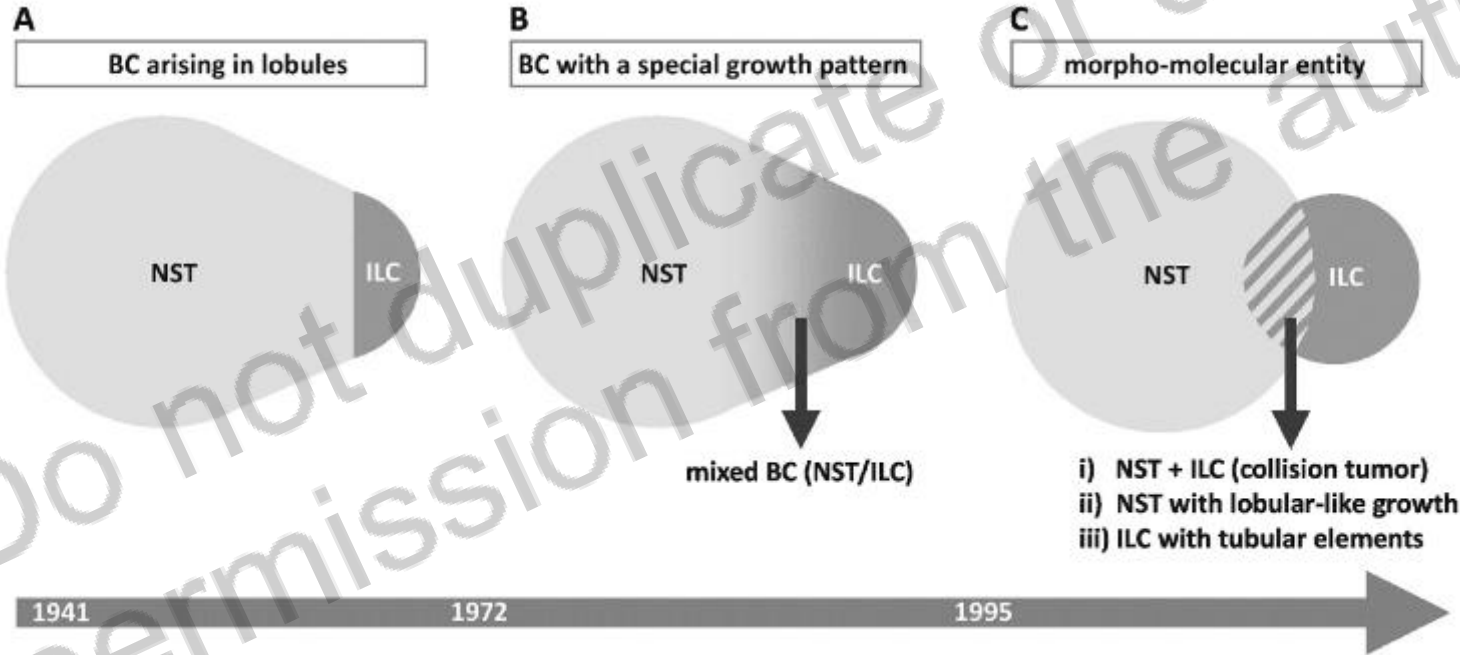 A
B
C
BC arising in lobules
BC with a special growth pattern
morpho-molecular entity
NST
ILC
NST
ILC
NST
ILC
mixed BC (NST/ILC)
i) NST + ILC (collision tumor)
ii) NST with lobular-like growth
iii) ILC with tubular elements
1941
1972
1995
Do not duplicate or
permission from the